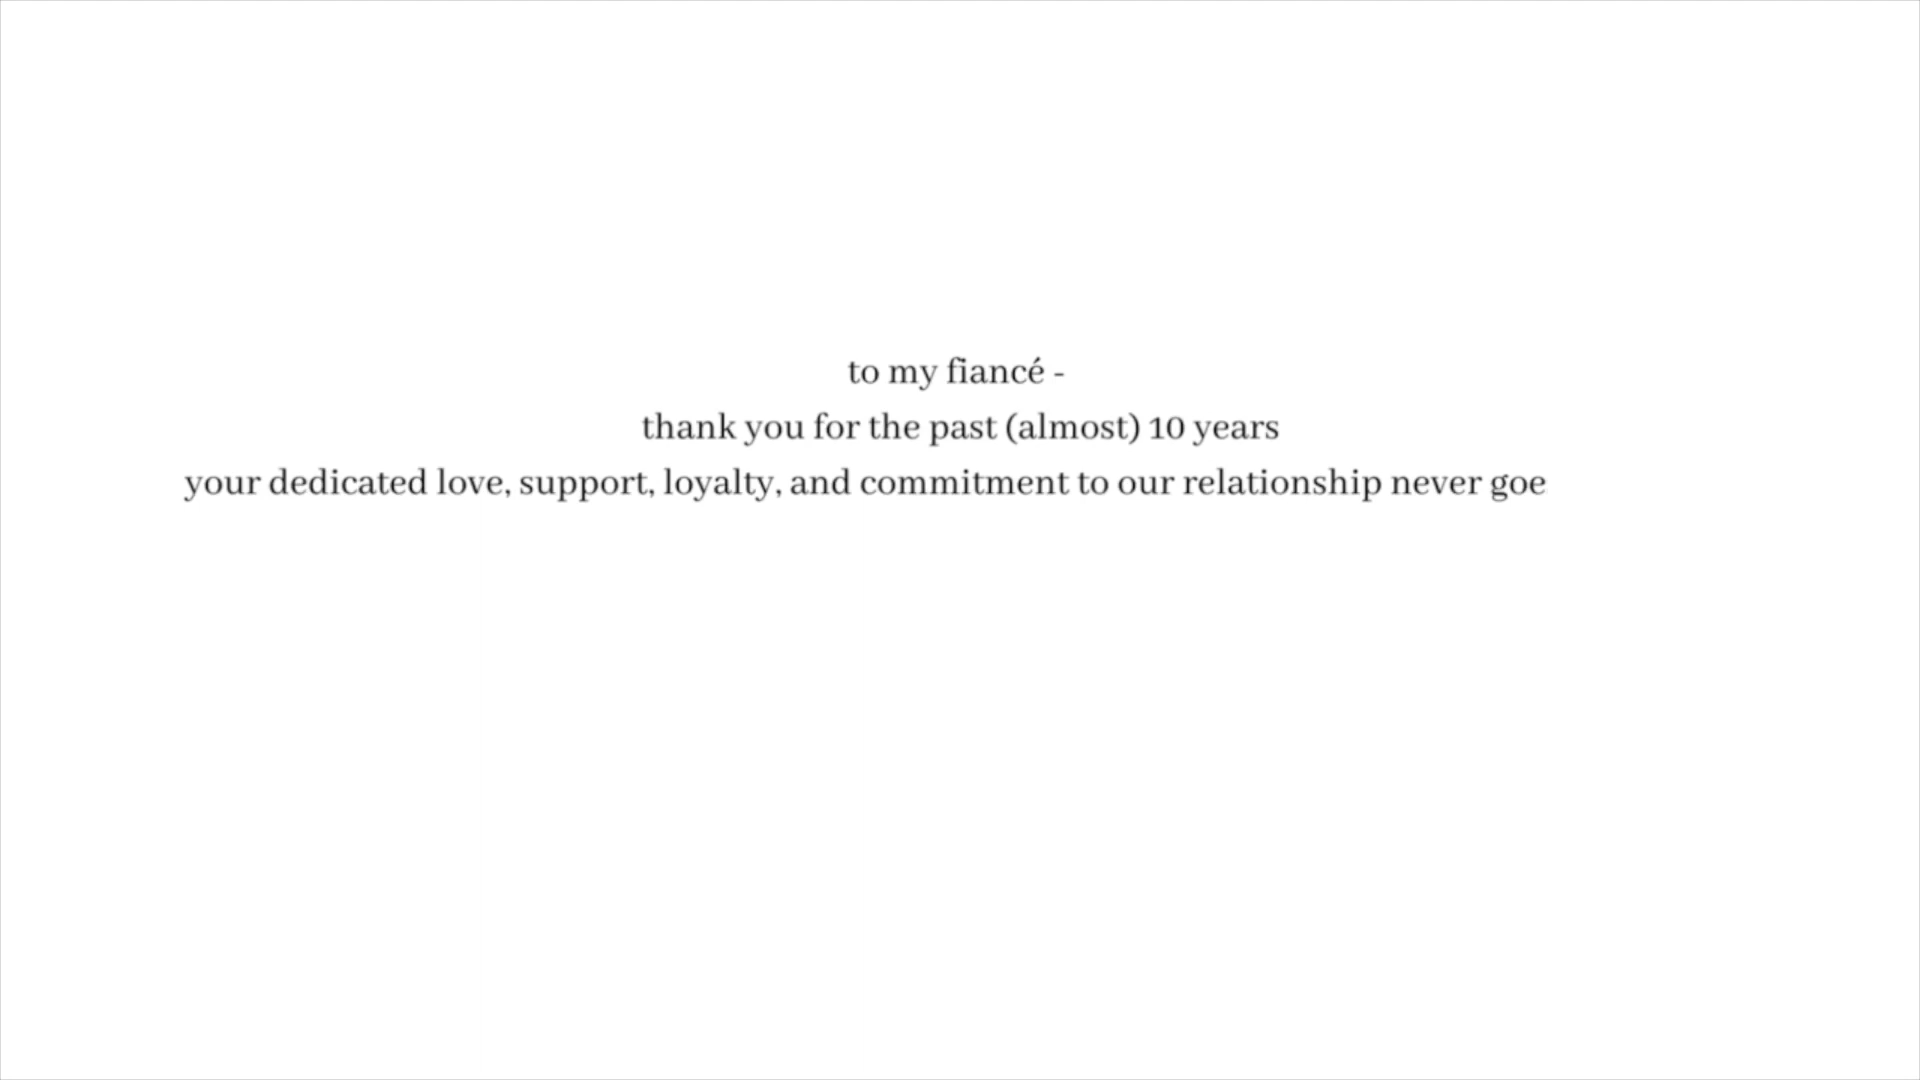 to my fiancé -
thank you for the past (almost) 10 years
your dedicated love, support, loyalty, and commitment to our relationship never goe